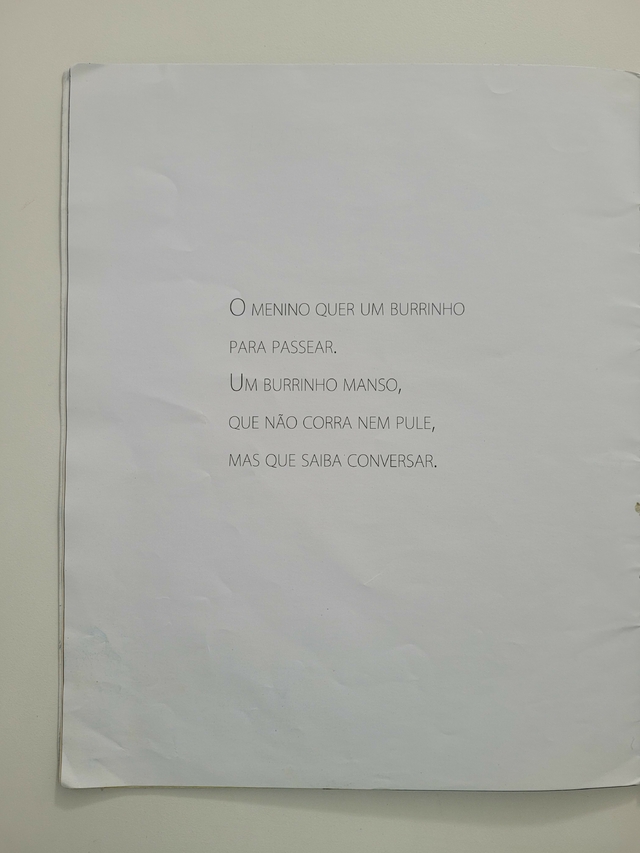 O MENINO QUER UM BURRINHO
PARA PASSEAR.
UM BURRINHO MANSO,
QUE NÃO CORRA NEM PULE,
MAS QUE SAIBA CONVERSAR.